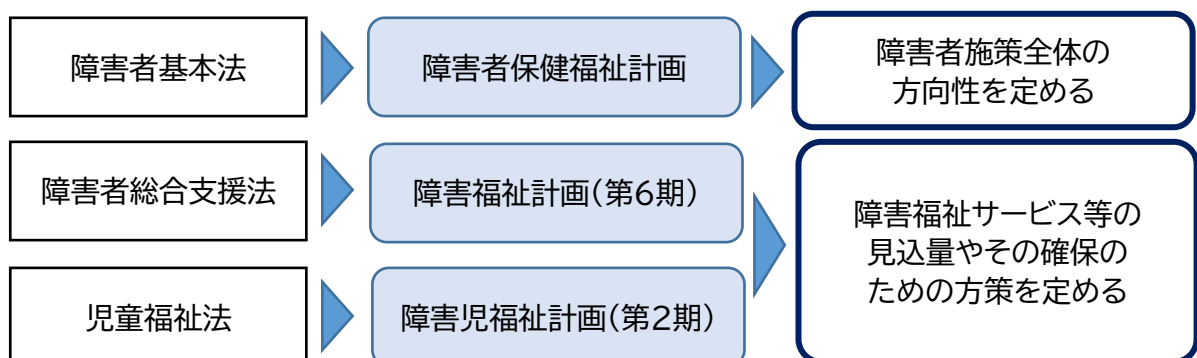 障害者基本法
障害者保健福祉計画
障害者施策全体の
方向性を定める
障害者総合支援法
障害福祉計画(第6期)
児童福祉法
障害児福祉計画(第2期)
障害福祉サービス等の
見込量やその確保の
ための方策を定める